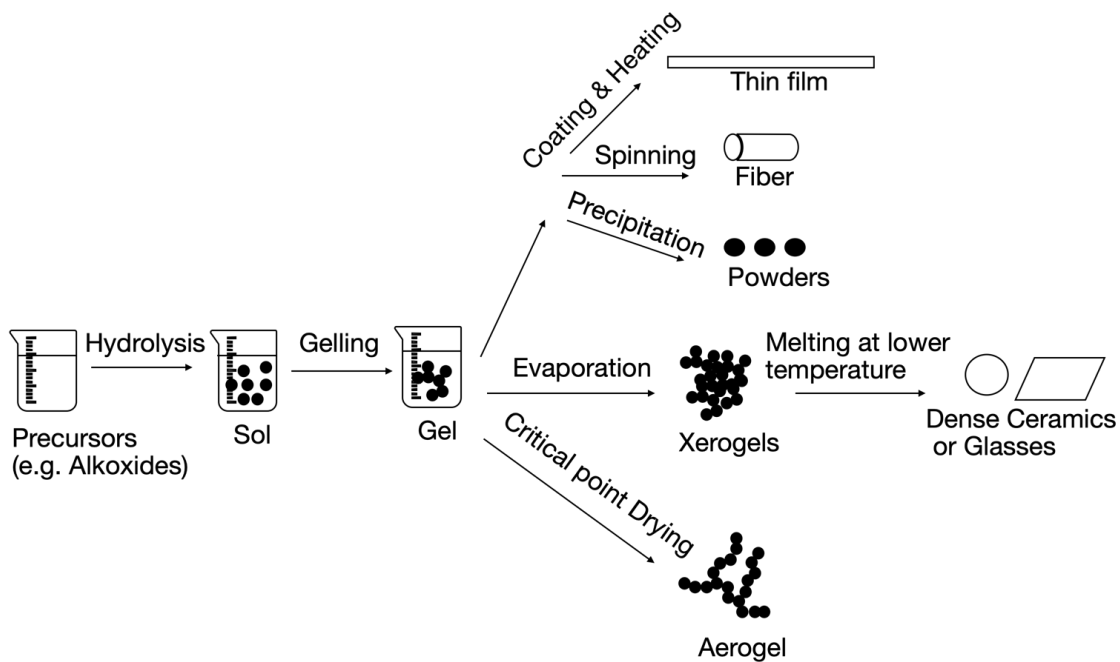 Coating & Heating
Thin film
Spinning
Fiber
Precipitation
Powders
Hydrolysis
Gelling
Evaporation
Melting at lower
temperature
Precursors
(e.g. Alkoxides)
Sol
Gel
Xerogels
Dense Ceramics
or Glasses
Critical point Drying
Aerogel